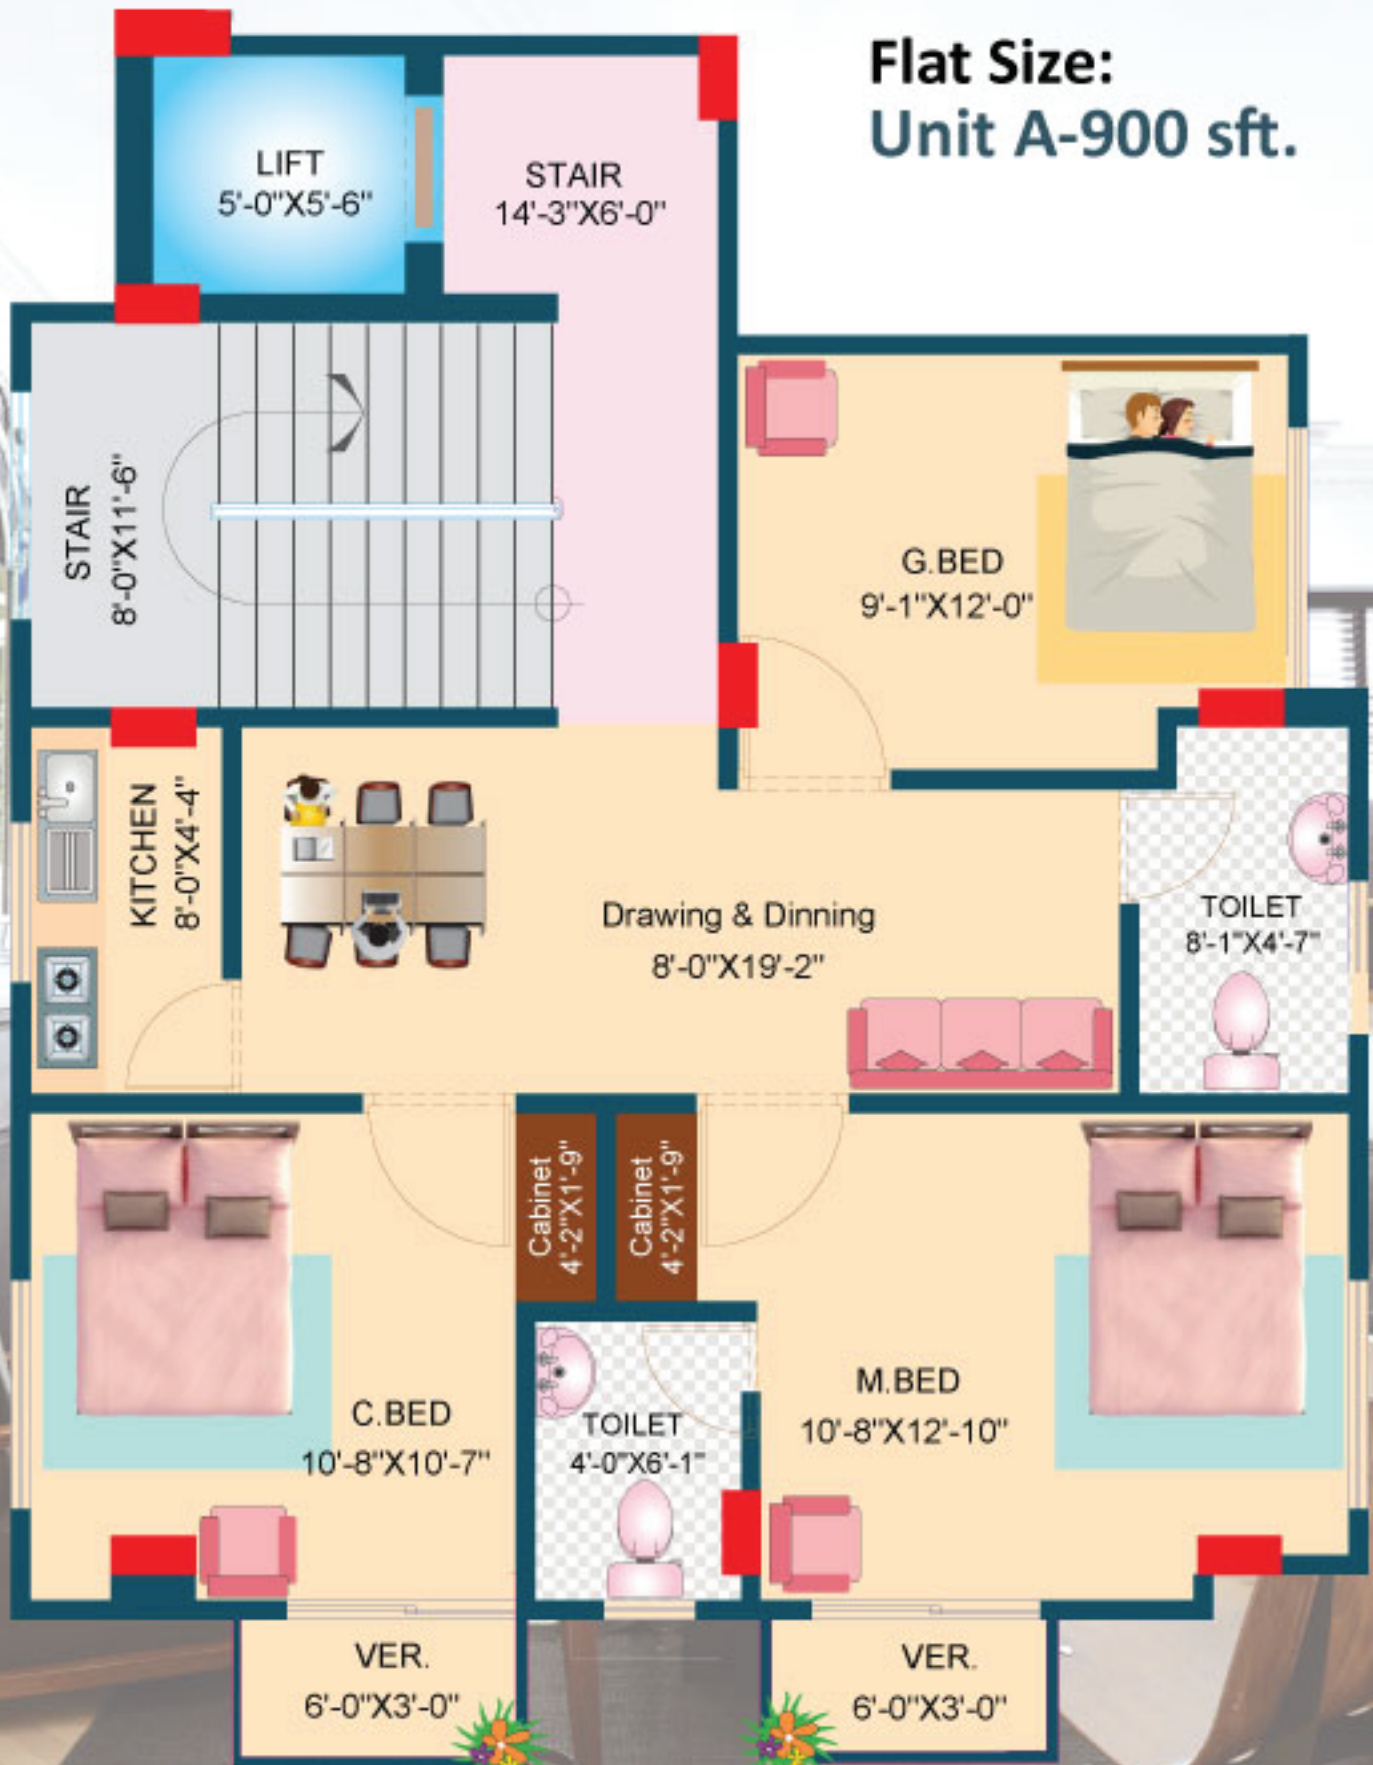 Flat Size:
Unit A-900 sft.
LIFT
5'-0"X5'-6"
STAIR
14'-3"X6'-0"
STAIR
8'-0"X11'-6"
G.BED
9'-1"X12'-0"
KITCHEN
8'-0"X4'-4"
Drawing & Dinning
8'-0"X19'-2"
TOILET
8'-1"X4'-7"
Cabinet
4'-2"X1'-9"
Cabinet
4'-2"X1'-9"
C.BED
10'-8"X10'-7"
TOILET
4'-0"X6'-1"
M.BED
10'-8"X12'-10"
VER.
6'-0"X3'-0"
VER.
6'-0"X3'-0"